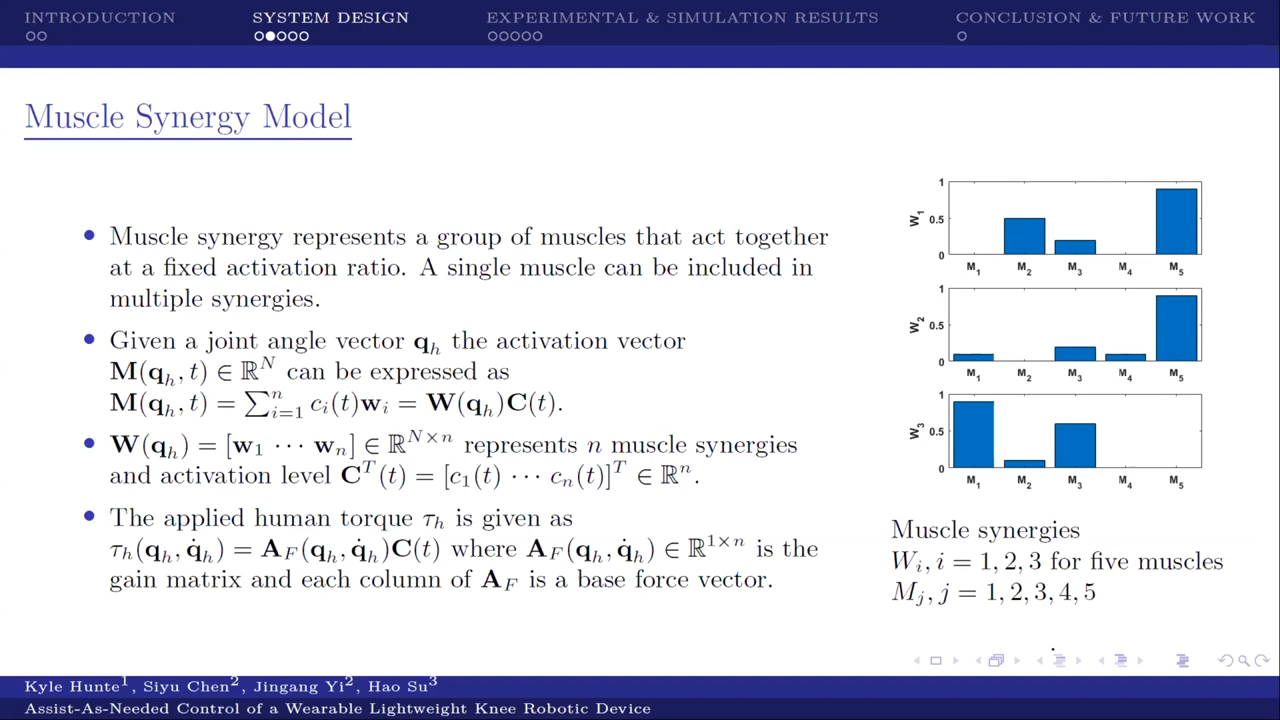 INTRODUCTION SYSTEM DESIGN EXPERIMENTAL & SIMULATION RESULTS CONCLUSION & FUTURE WORK
Muscle Synergy Model
• Muscle synergy represents a group of muscles that act together
at a fixed activation ratio. A single muscle can be included in
multiple synergies.
• Given a joint angle vector q_h the activation vector
M(q_h, t) ∈ ℝ^N can be expressed as
M(q_h, t) = ∑_{i=1}^n c_i(t)w_i = W(q_h)C(t).
• W(q_h) = [w_1 ⋯ w_n] ∈ ℝ^{N×n} represents n muscle synergies
and activation level C^T(t) = [c_1(t) ⋯ c_n(t)]^T ∈ ℝ^n.
• The applied human torque τ_h is given as
τ_h(q_h, q̇_h) = A_F(q_h, q̇_h)C(t) where A_F(q_h, q̇_h) ∈ ℝ^{1×n} is the
gain matrix and each column of A_F is a base force vector.
W_1
1
0.5
0
M_1 M_2 M_3 M_4 M_5
W_2
1
0.5
0
M_1 M_2 M_3 M_4 M_5
W_3
1
0.5
0
M_1 M_2 M_3 M_4 M_5
Muscle synergies
W_i, i = 1, 2, 3 for five muscles
M_j, j = 1, 2, 3, 4, 5
Kyle Hunte^1, Siyu Chen^2, Jingang Yi^2, Hao Su^3
Assist-As-Needed Control of a Wearable Lightweight Knee Robotic Device